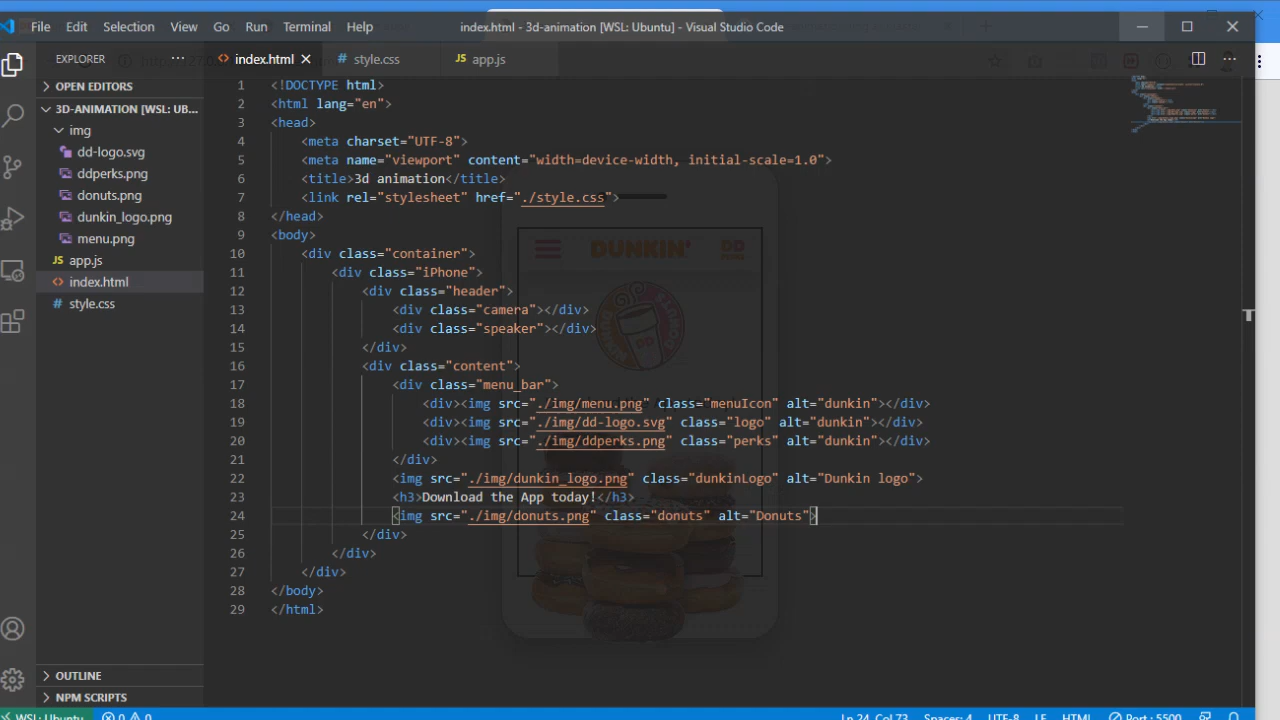 File Edit Selection View Go Run Terminal Help index.html - 3d-animation [WSL: Ubuntu] - Visual Studio Code
EXPLORER ··· <> index.html × # style.css JS app.js ···
OPEN EDITORS
3D-ANIMATION [WSL: UB...
img
dd-logo.svg
ddperks.png
donuts.png
dunkin_logo.png
menu.png
JS app.js
<> index.html
# style.css
OUTLINE
NPM SCRIPTS
1 <!DOCTYPE html>
2 <html lang="en">
3 <head>
4 <meta charset="UTF-8">
5 <meta name="viewport" content="width=device-width, initial-scale=1.0">
6 <title>3d animation</title>
7 <link rel="stylesheet" href="./style.css">
8 </head>
9 <body>
10 <div class="container">
11 <div class="iPhone">
12 <div class="header">
13 <div class="camera"></div>
14 <div class="speaker"></div>
15 </div>
16 <div class="content">
17 <div class="menu_bar">
18 <div><img src="./img/menu.png" class="menuIcon" alt="dunkin"></div>
19 <div><img src="./img/dd-logo.svg" class="logo" alt="dunkin"></div>
20 <div><img src="./img/ddperks.png" class="perks" alt="dunkin"></div>
21 </div>
22 <img src="./img/dunkin_logo.png" class="dunkinLogo" alt="Dunkin logo">
23 <h3>Download the App today!</h3>
24 <img src="./img/donuts.png" class="donuts" alt="Donuts">
25 </div>
26 </div>
27 </div>
28 </body>
29 </html>
DUNKIN'
WSL: Ubuntu 0 0 Ln 24, Col 73 Spaces: 4 UTF-8 LF HTML Port : 5500